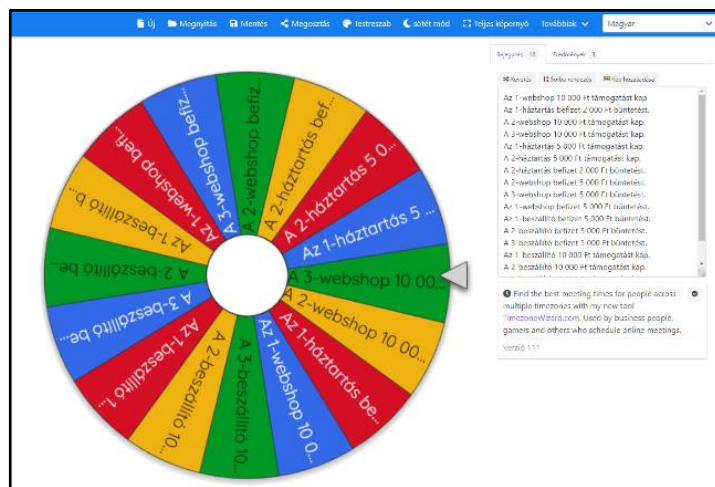 Új Megnyitás Mentés Megosztás Testreszab sötét mód Teljes képernyő Továbbiak Magyar
Bejegyzés 18 Eredmények 1
Keverés Sorba rendezés Kép hozzáadása
Az 1-webshop 10 000 Ft támogatást kap
Az 1-háztartás befizet 2 000 Ft büntetést.
A 2-webshop 10 000 Ft támogatást kap.
A 3-webshop 10 000 Ft támogatást kap.
Az 1-háztartás 5 000 Ft támogatást kap.
A 2-háztartás 5 000 Ft támogatást kap.
A 2-háztartás befizet 2 000 Ft büntetést.
A 2-webshop befizet 5 000 Ft büntetést.
A 3-webshop befizet 5 000 Ft büntetést.
Az 1-webshop befizet 5 000 Ft büntetést.
Az 1-beszállító befizet 5 000 Ft büntetést.
A 2-beszállító befizet 5 000 Ft büntetést.
A 3-beszállító befizet 5 000 Ft büntetést.
Az 1-beszállító 10 000 Ft támogatást kap.
A 2-beszállító 10 000 Ft támogatást kap.
Find the best meeting times for people across
multiple timezones with my new tool
TimezoneWizard.com. Used by business people,
gamers and others who schedule online meetings.
Verzió 111
A 2-webshop befiz...
A 2-háztartás bef...
A 2-háztartás 5 0...
Az 1-háztartás 5 ...
A 3-webshop 10 00...
A 2-webshop 10 00...
Az 1-háztartás be...
Az 1-webshop 10 0...
A 3-beszállító 10...
A 2-beszállító 10...
Az 1-beszállító 1...
A 3-beszállító be...
A 2-beszállító be...
Az 1-beszállító b...
Az 1-webshop befi...
A 3 webshop befiz...